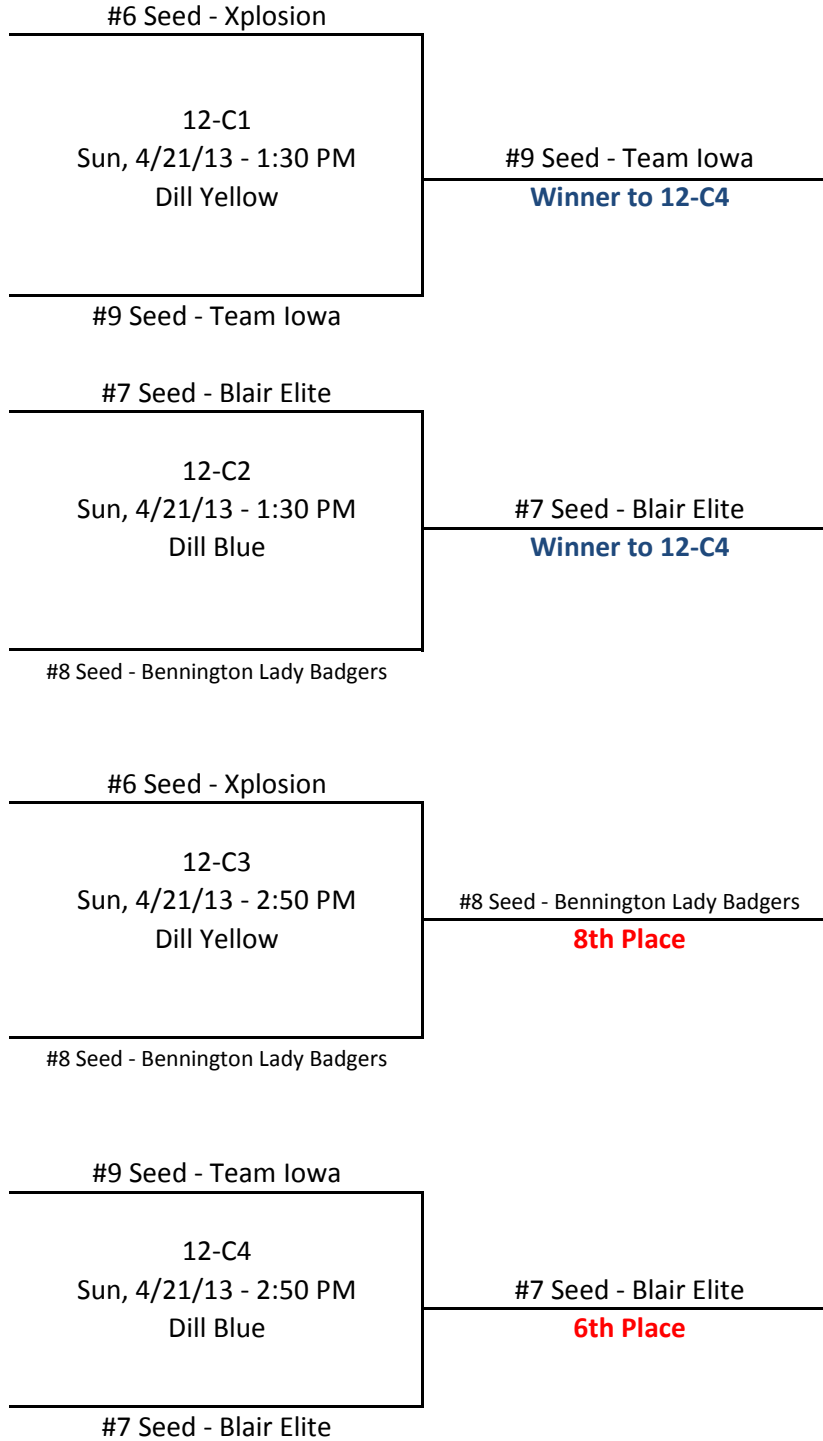 #6 Seed - Xplosion
12-C1
Sun, 4/21/13 - 1:30 PM
Dill Yellow
#9 Seed - Team Iowa
Winner to 12-C4
#9 Seed - Team Iowa
#7 Seed - Blair Elite
12-C2
Sun, 4/21/13 - 1:30 PM
Dill Blue
#7 Seed - Blair Elite
Winner to 12-C4
#8 Seed - Bennington Lady Badgers
#6 Seed - Xplosion
12-C3
Sun, 4/21/13 - 2:50 PM
Dill Yellow
#8 Seed - Bennington Lady Badgers
8th Place
#8 Seed - Bennington Lady Badgers
#9 Seed - Team Iowa
12-C4
Sun, 4/21/13 - 2:50 PM
Dill Blue
#7 Seed - Blair Elite
6th Place
#7 Seed - Blair Elite